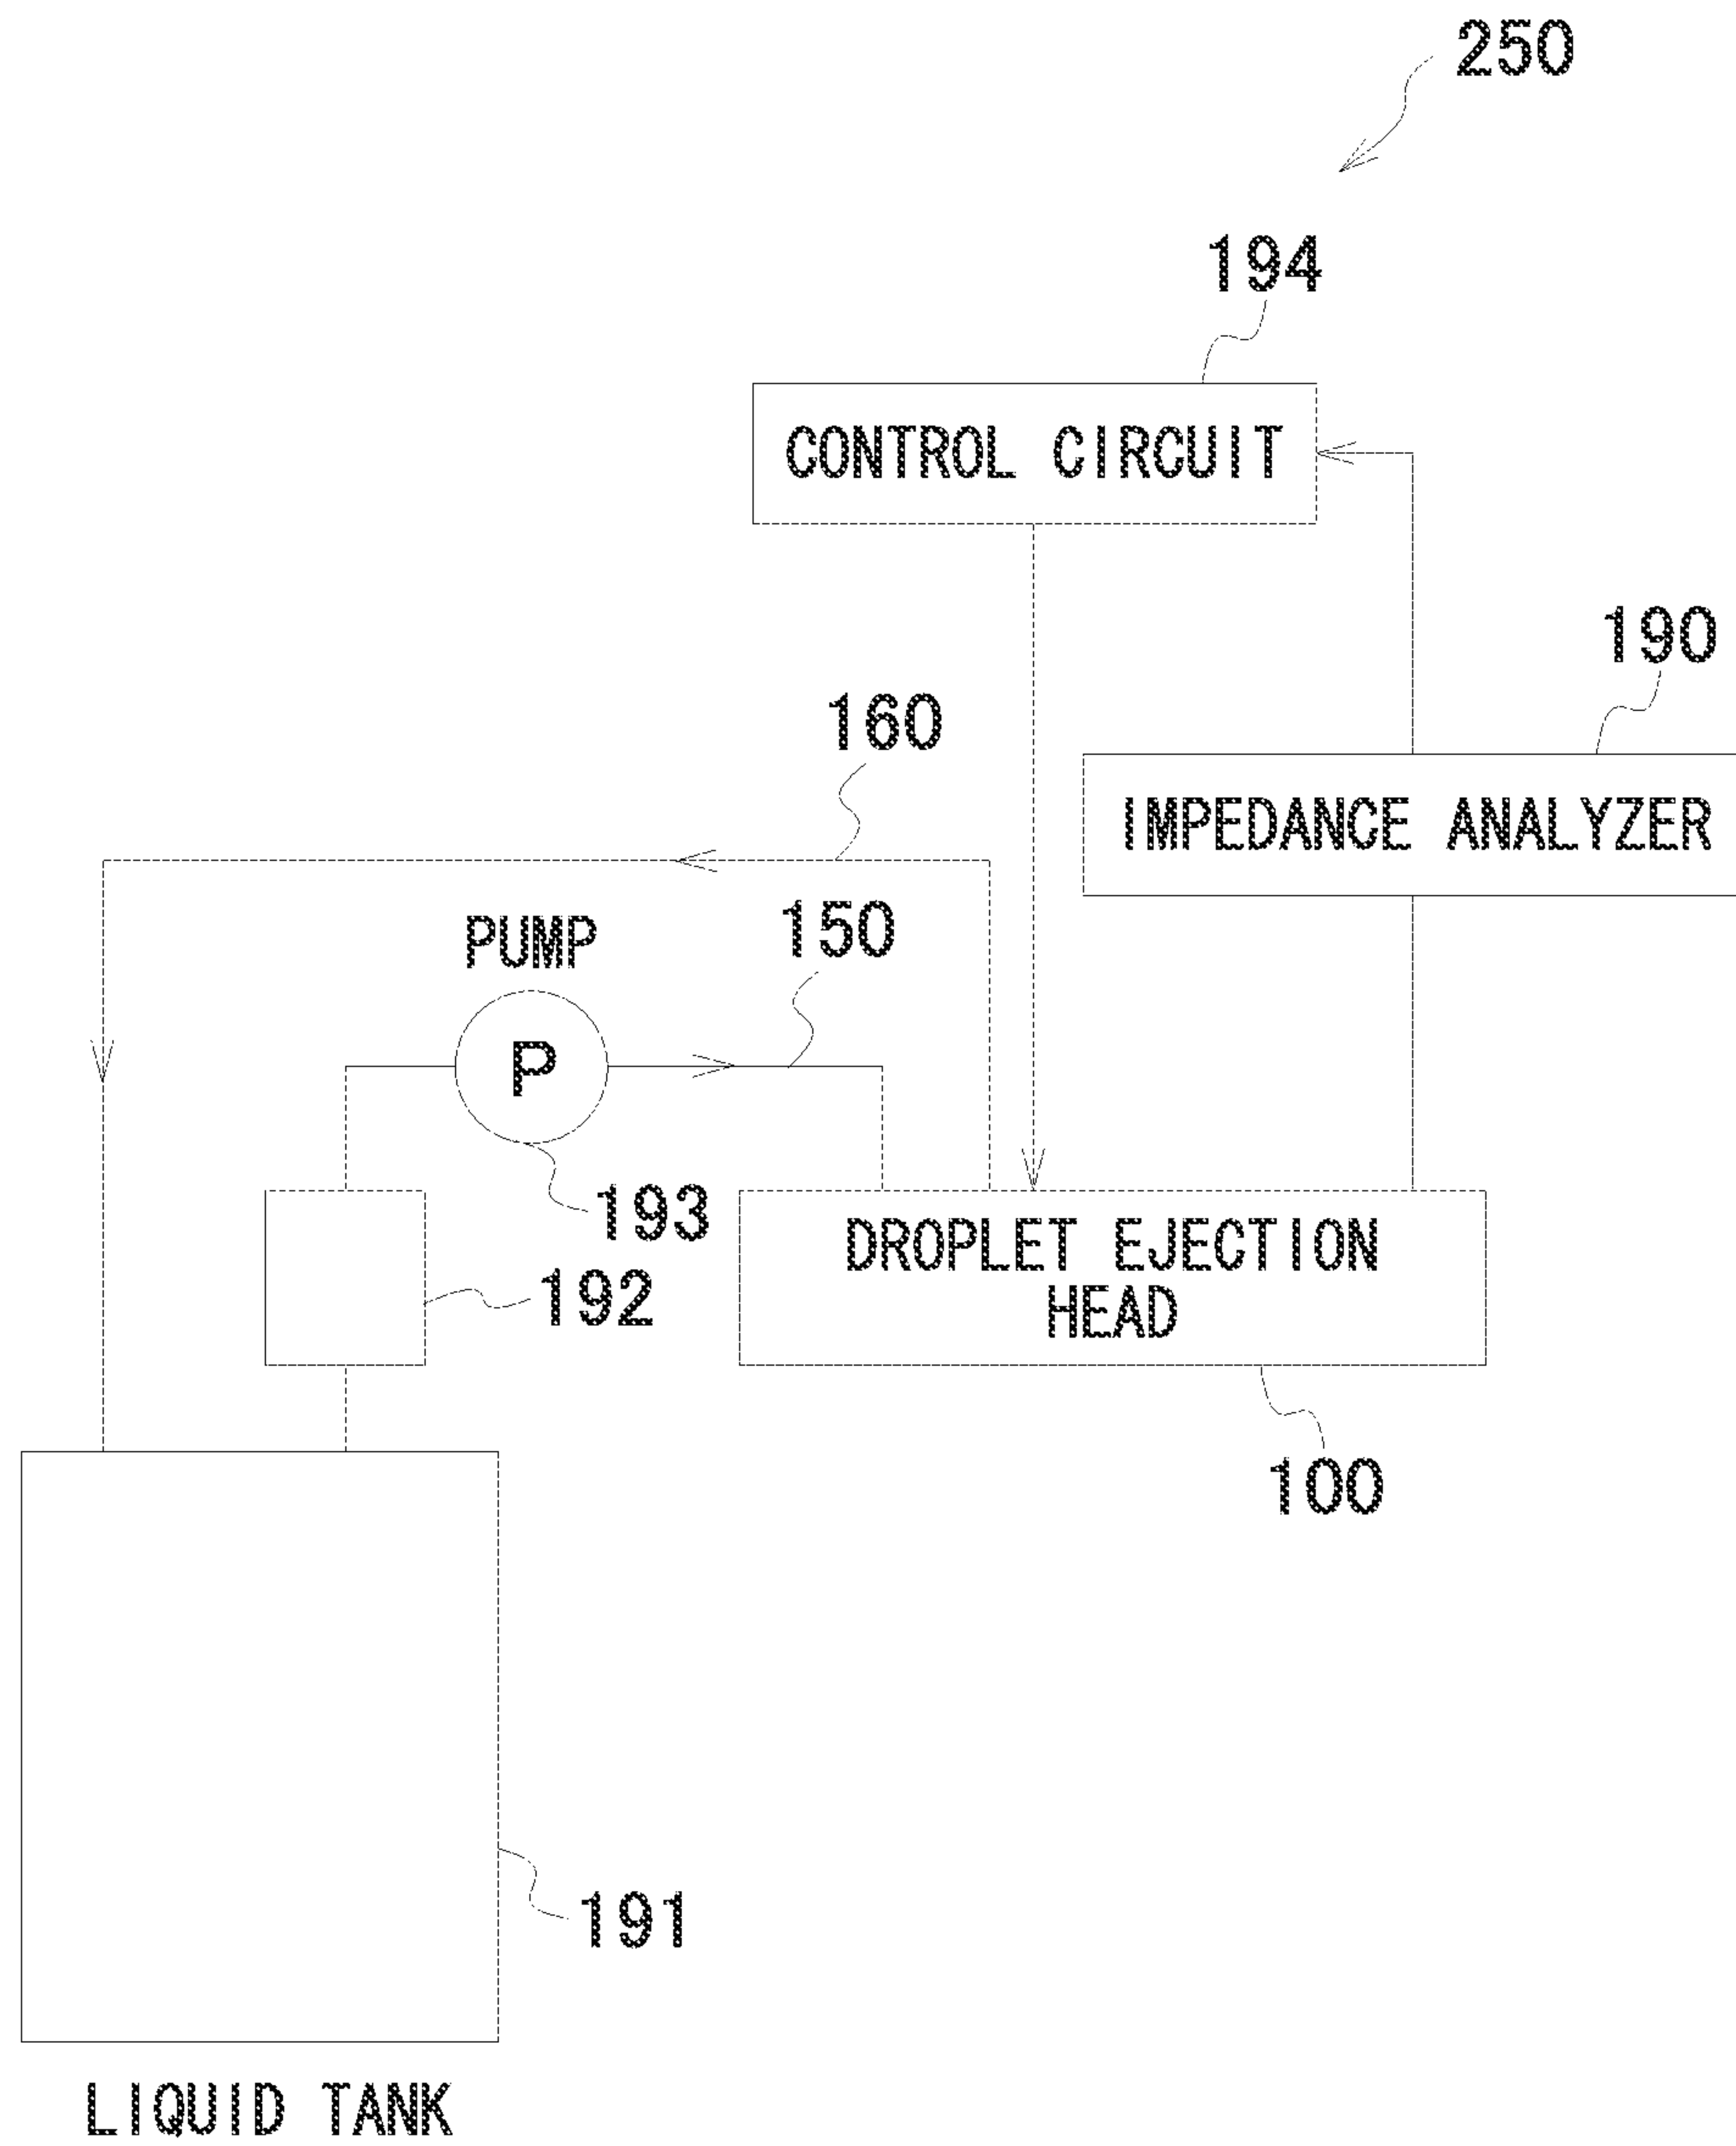 250
194
CONTROL CIRCUIT
190
160
IMPEDANCE ANALYZER
150
PUMP
P
193
DROPLET EJECTION
HEAD
192
100
191
LIQUID TANK